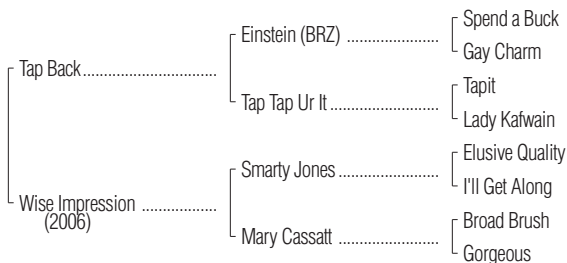 Spend a Buck
Einstein (BRZ) ........................
Gay Charm
Tap Back..................................
Tapit
Tap Tap Ur It ............................
Lady Kafwain
Elusive Quality
Smarty Jones ..........................
I'll Get Along
Wise Impression ...................
(2006)
Broad Brush
Mary Cassatt ..........................
Gorgeous